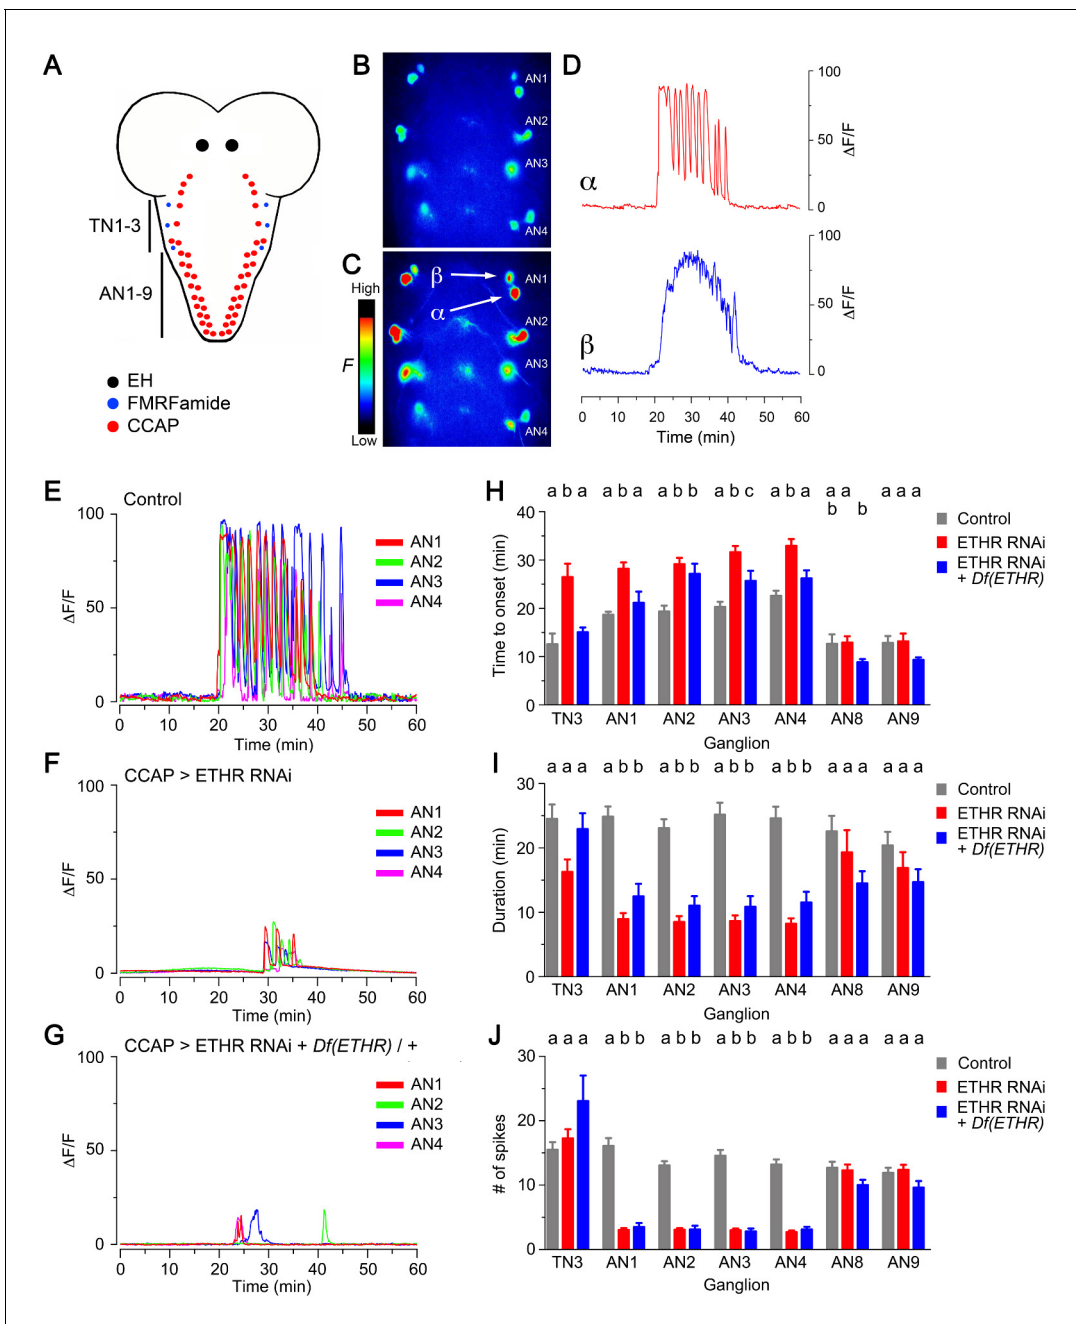 A
TN1-3
AN1-9
EH
FMRFamide
CCAP
B
AN1
AN2
AN3
AN4
C
High
F
Low
β
α
AN1
AN2
AN3
AN4
D
α
100
50
0
ΔF/F
β
100
50
0
ΔF/F
0 10 20 30 40 50 60
Time (min)
E
Control
100
50
0
ΔF/F
AN1
AN2
AN3
AN4
0 10 20 30 40 50 60
Time (min)
F
CCAP > ETHR RNAi
100
50
0
ΔF/F
AN1
AN2
AN3
AN4
0 10 20 30 40 50 60
Time (min)
G
CCAP > ETHR RNAi + Df(ETHR) / +
100
50
0
ΔF/F
AN1
AN2
AN3
AN4
0 10 20 30 40 50 60
Time (min)
H
a b a a b a a b b a b c a b a a a a a a
b b
40
30
20
10
0
Time to onset (min)
Control
ETHR RNAi
ETHR RNAi
+ Df(ETHR)
TN3 AN1 AN2 AN3 AN4 AN8 AN9
Ganglion
I
a a a a b b a b b a b b a b b a a a a a a
30
20
10
0
Duration (min)
Control
ETHR RNAi
ETHR RNAi
+ Df(ETHR)
TN3 AN1 AN2 AN3 AN4 AN8 AN9
Ganglion
J
a a a a b b a b b a b b a b b a a a a a a
30
20
10
0
# of spikes
Control
ETHR RNAi
ETHR RNAi
+ Df(ETHR)
TN3 AN1 AN2 AN3 AN4 AN8 AN9
Ganglion